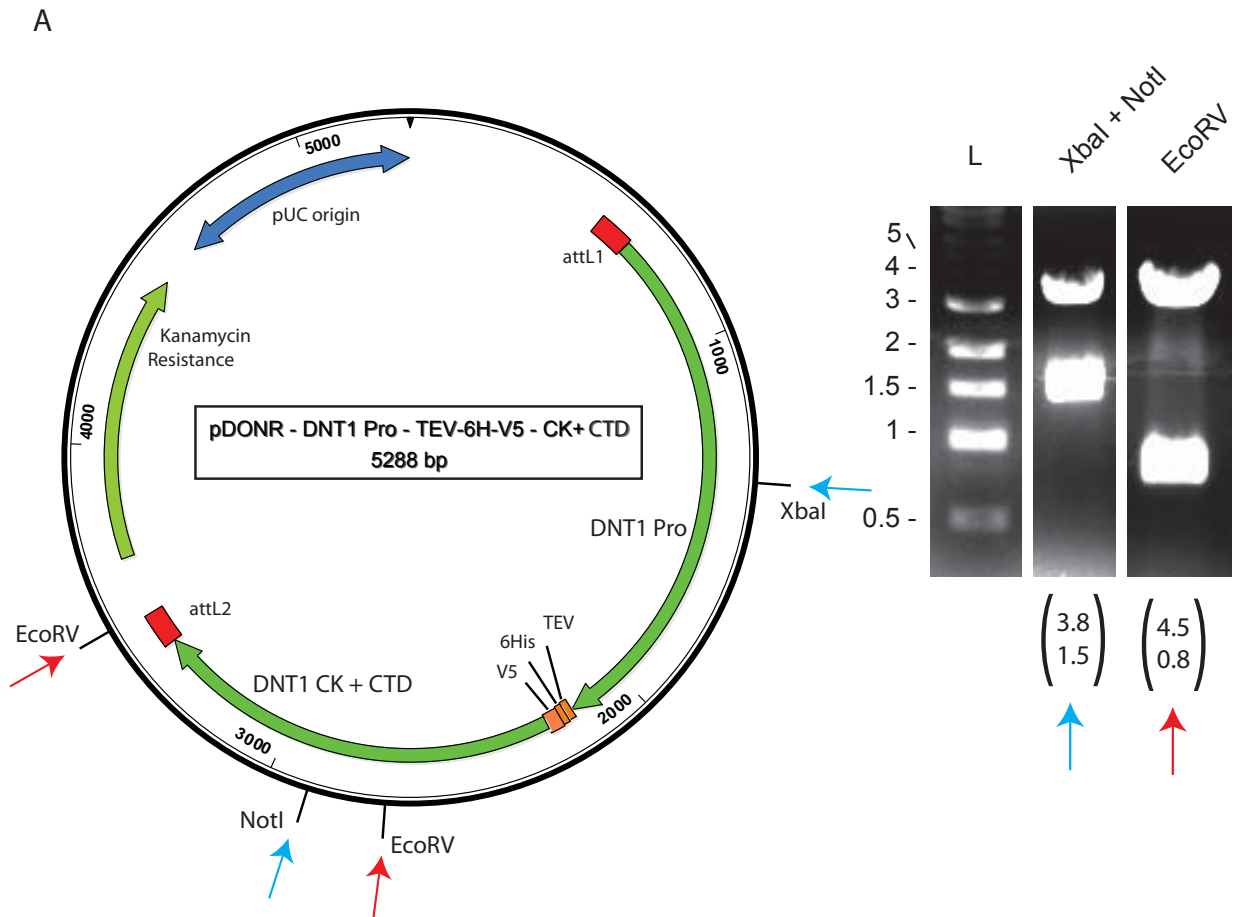 A
5000
pUC origin
attL1
1000
Kanamycin
Resistance
4000
pDONR - DNT1 Pro - TEV-6H-V5 - CK+ CTD
5288 bp
XbaI
DNT1 Pro
attL2
EcoRV
TEV
6His
V5
DNT1 CK + CTD
2000
3000
NotI
EcoRV
L
XbaI + NotI
EcoRV
5 \
4 -
3 -
2 -
1.5 -
1 -
0.5 -
(3.8
1.5)
(4.5
0.8)